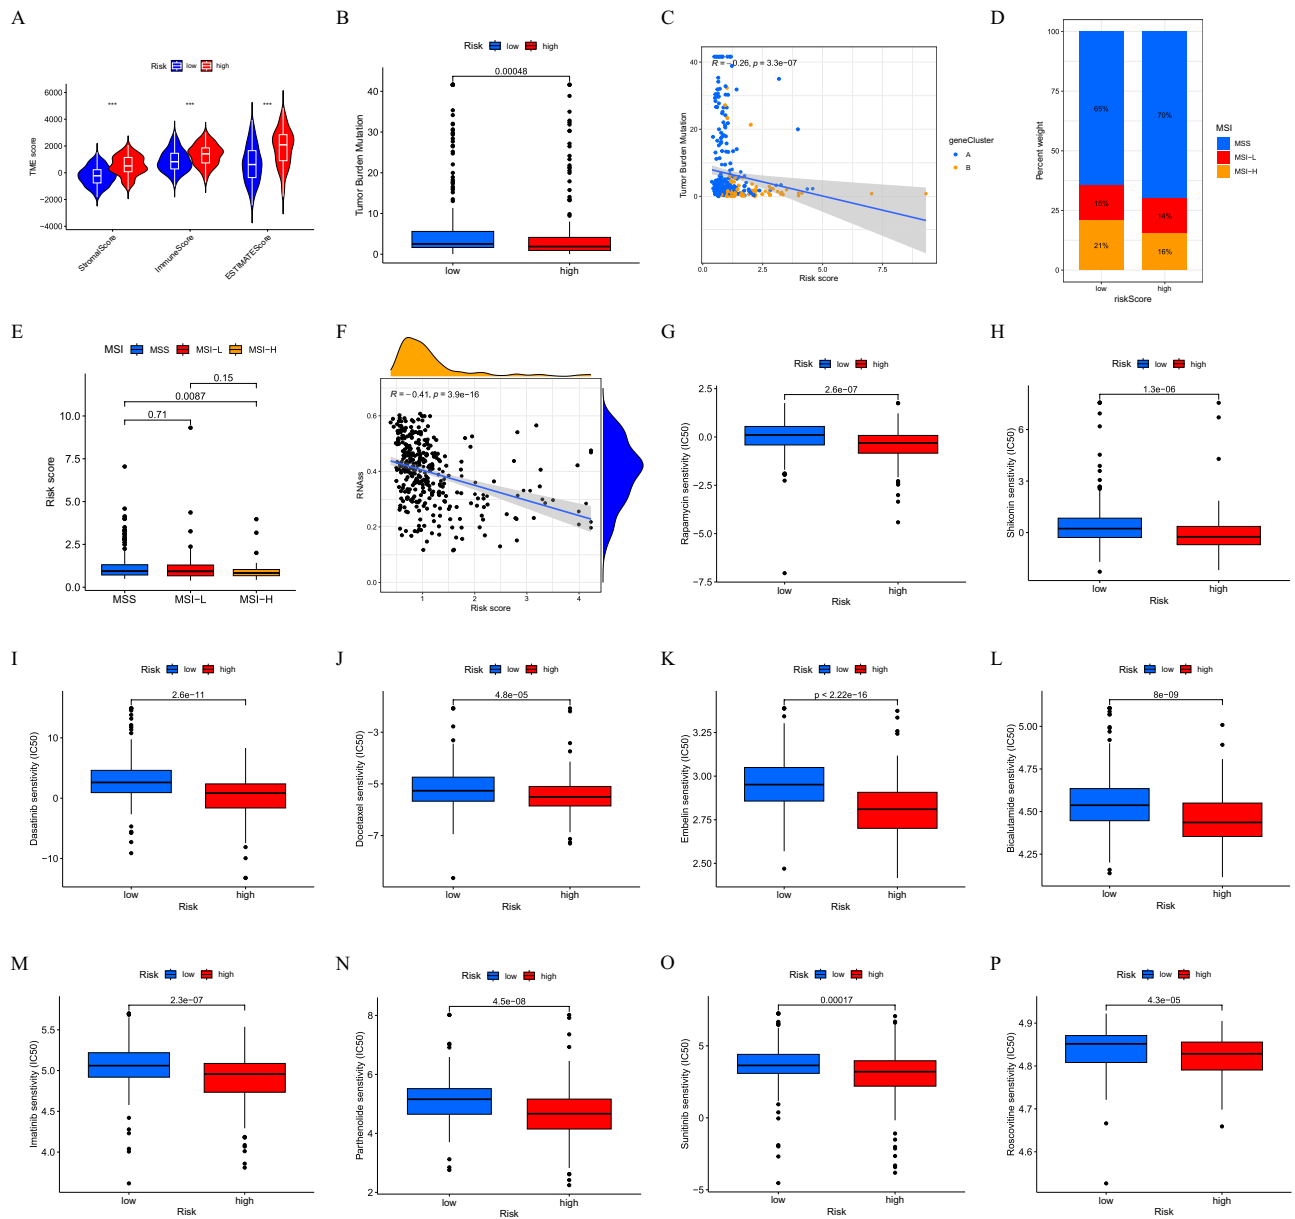 A
Risk low high
TME score
6000
4000
2000
0
−2000
−4000
*** *** ***
StromalScore
ImmuneScore
ESTIMATEScore
B
Risk low high
Tumor Burden Mutation
40
30
20
10
0
0.00048
low high
C
R = −0.26, p = 3.3e−07
Tumor Burden Mutation
40
20
0
0.0 2.5 5.0 7.5
Risk score
geneCluster
A
B
D
Percent weight
100
75
50
25
0
65% 70%
15% 14%
21% 16%
low high
riskScore
MSI
MSS
MSI−L
MSI−H
E
MSI MSS MSI−L MSI−H
Risk score
10.0
7.5
5.0
2.5
0.0
0.15
0.0087
0.71
MSS MSI−L MSI−H
F
R = −0.41, p = 3.9e−16
RNAss
0.6
0.4
0.2
0.0
1 2 3 4
Risk score
G
Risk low high
Rapamycin senstivity (IC50)
2.5
0.0
−2.5
−5.0
−7.5
2.6e−07
low high
Risk
H
Risk low high
Shikonin senstivity (IC50)
6
3
0
1.3e−06
low high
Risk
I
Risk low high
Dasatinib senstivity (IC50)
10
0
−10
2.6e−11
low high
Risk
J
Risk low high
Docetaxel senstivity (IC50)
−3
−5
−7
4.8e−05
low high
Risk
K
Risk low high
Embelin senstivity (IC50)
3.25
3.00
2.75
2.50
p < 2.22e−16
low high
Risk
L
Risk low high
Bicalutamide senstivity (IC50)
5.00
4.75
4.50
4.25
8e−09
low high
Risk
M
Risk low high
Imatinib senstivity (IC50)
5.5
5.0
4.5
4.0
2.3e−07
low high
Risk
N
Risk low high
Parthenolide senstivity (IC50)
8
6
4
2
4.5e−08
low high
Risk
O
Risk low high
Sunitinib senstivity (IC50)
5
0
−5
0.00017
low high
Risk
P
Risk low high
Roscovitine senstivity (IC50)
4.9
4.8
4.7
4.6
4.3e−05
low high
Risk